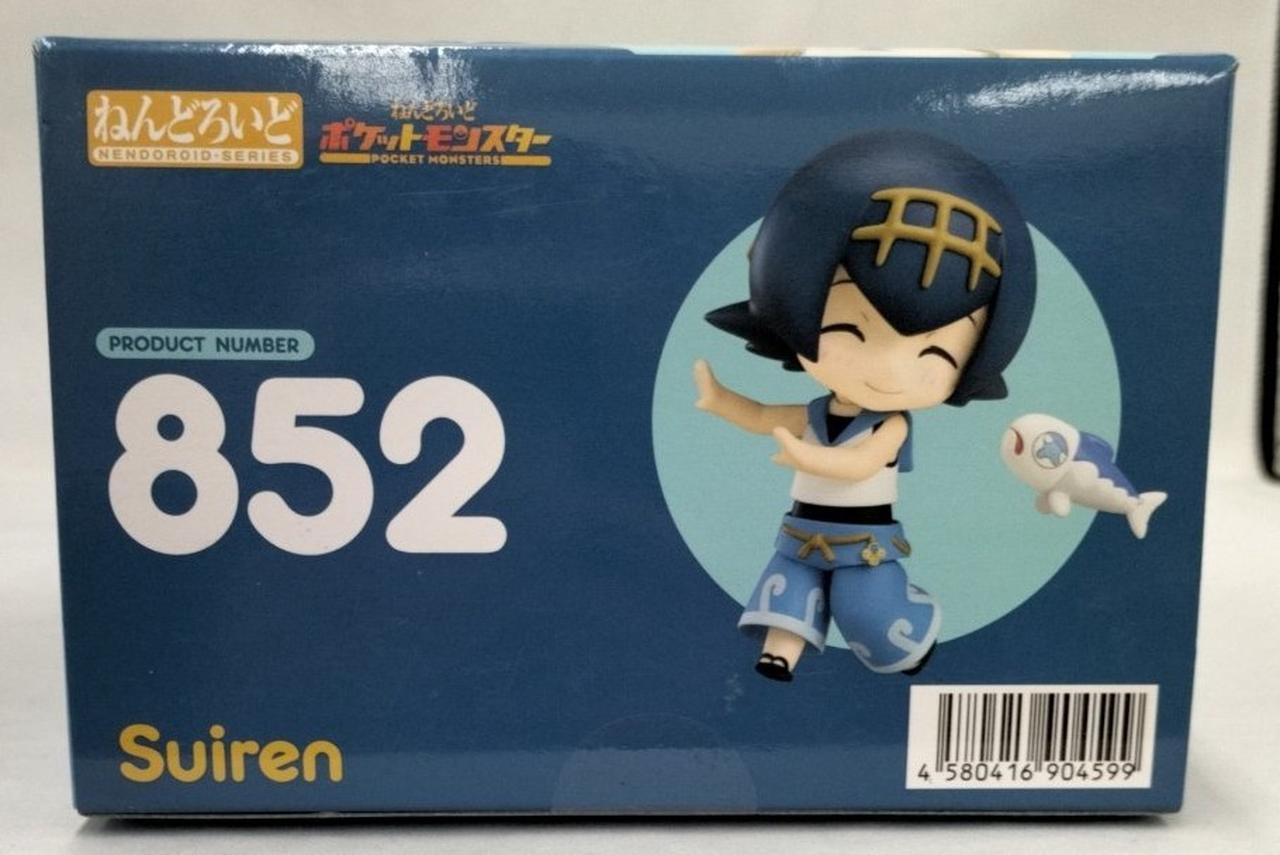 ねんどろいど
NENDOROID・SERIES
ねんどろいど
ポケットモンスター
POCKET MONSTERS
PRODUCT NUMBER
852
Suiren
4 580416 904599